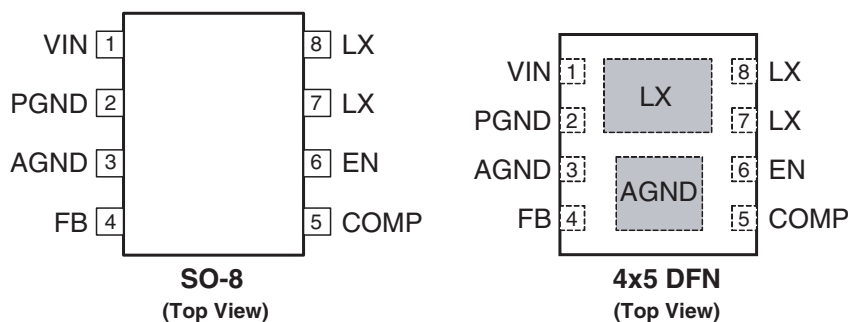 VIN 1 8 LX
PGND 2 7 LX
AGND 3 6 EN
FB 4 5 COMP
SO-8
(Top View)
VIN 1 LX 8 LX
PGND 2 7 LX
AGND 3 AGND 6 EN
FB 4 5 COMP
4x5 DFN
(Top View)